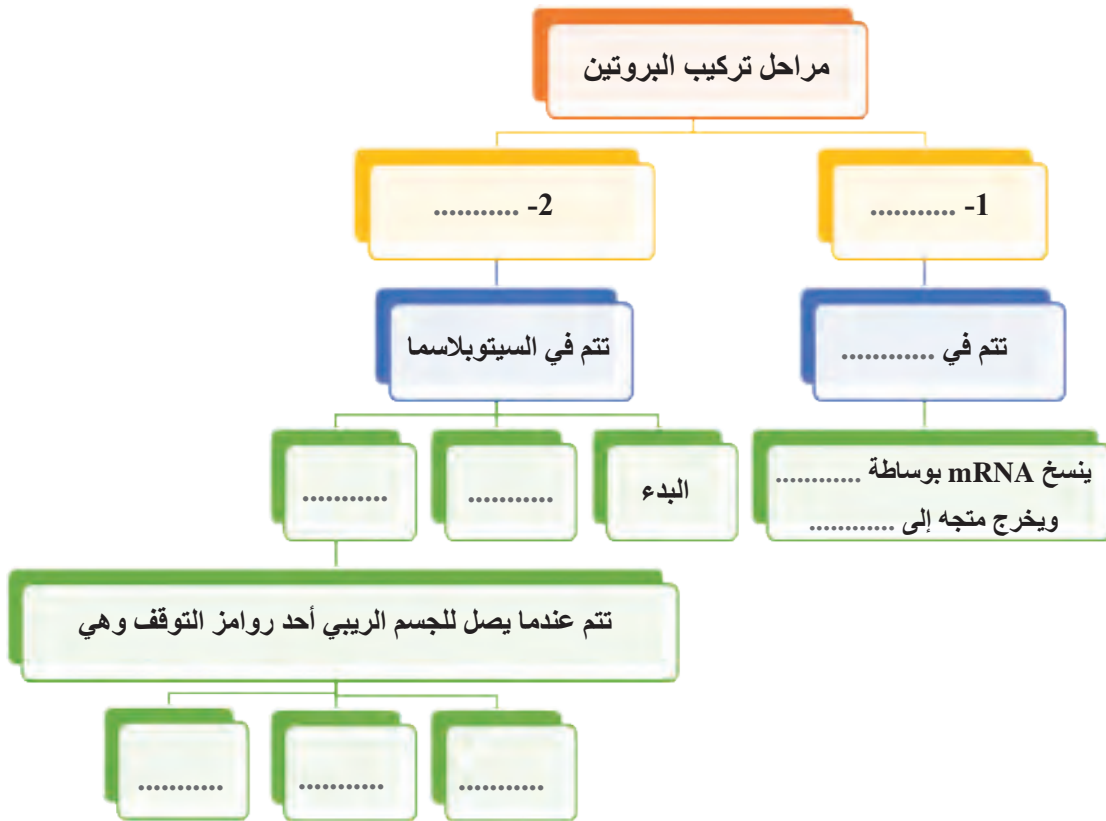 مراحل تركيب البروتين
1- ...........
2- ...........
تتم في ............
تتم في السيتوبلاسما
ينسخ mRNA بوساطة ............
ويخرج متجه إلى ............
البدء
...........
...........
تتم عندما يصل للجسم الريبي أحد روامز التوقف وهي
...........
...........
...........